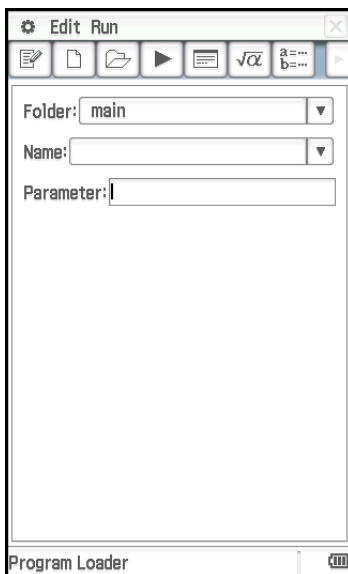 Edit Run
√α a=… b=…
Folder: main
Name:
Parameter:
Program Loader